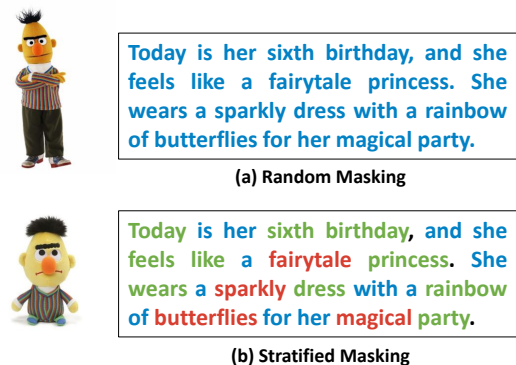 Today is her sixth birthday, and she
feels like a fairytale princess. She
wears a sparkly dress with a rainbow
of butterflies for her magical party.
(a) Random Masking
Today is her sixth birthday, and she
feels like a fairytale princess. She
wears a sparkly dress with a rainbow
of butterflies for her magical party.
(b) Stratified Masking